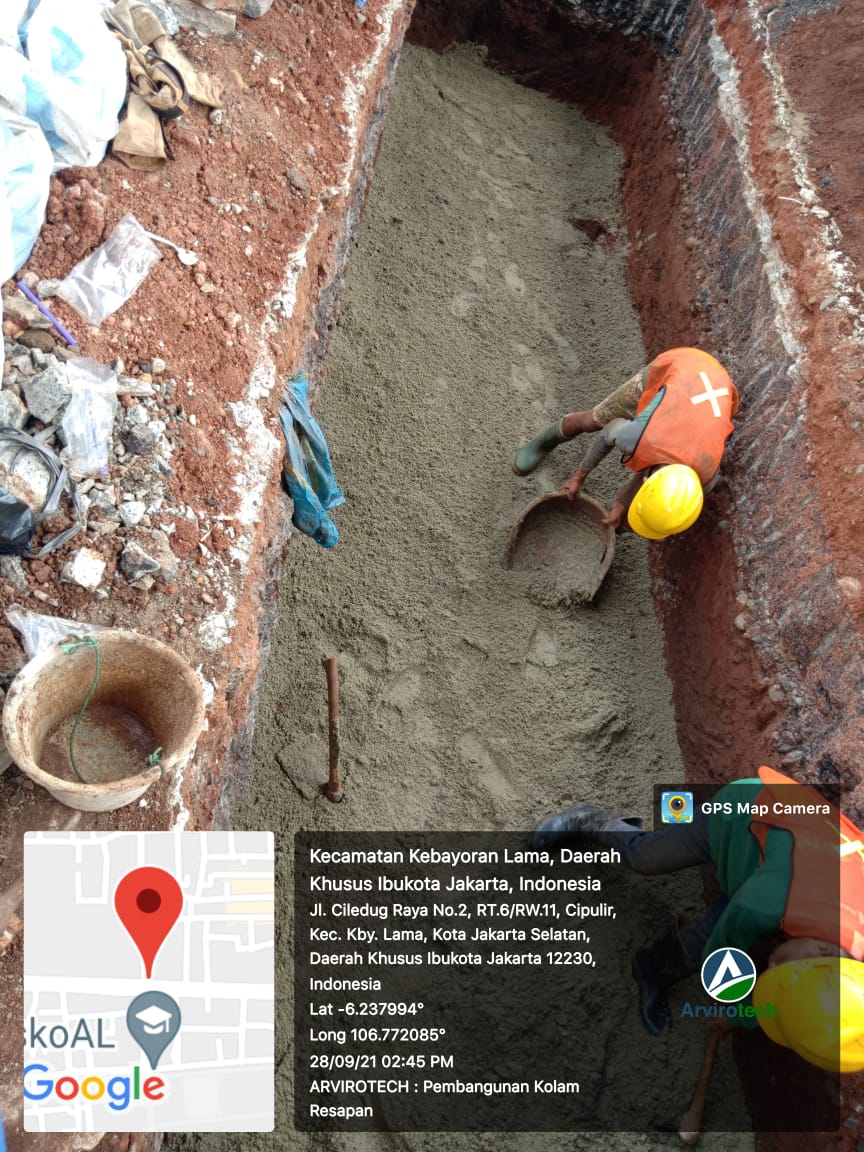 GPS Map Camera
Kecamatan Kebayoran Lama, Daerah
Khusus Ibukota Jakarta, Indonesia
Jl. Ciledug Raya No.2, RT.6/RW.11, Cipulir,
Kec. Kby. Lama, Kota Jakarta Selatan,
Daerah Khusus Ibukota Jakarta 12230,
Indonesia
Lat -6.237994°
Long 106.772085°
28/09/21 02:45 PM
ARVIROTECH : Pembangunan Kolam
Resapan
Arvirotech
skoAL
Google